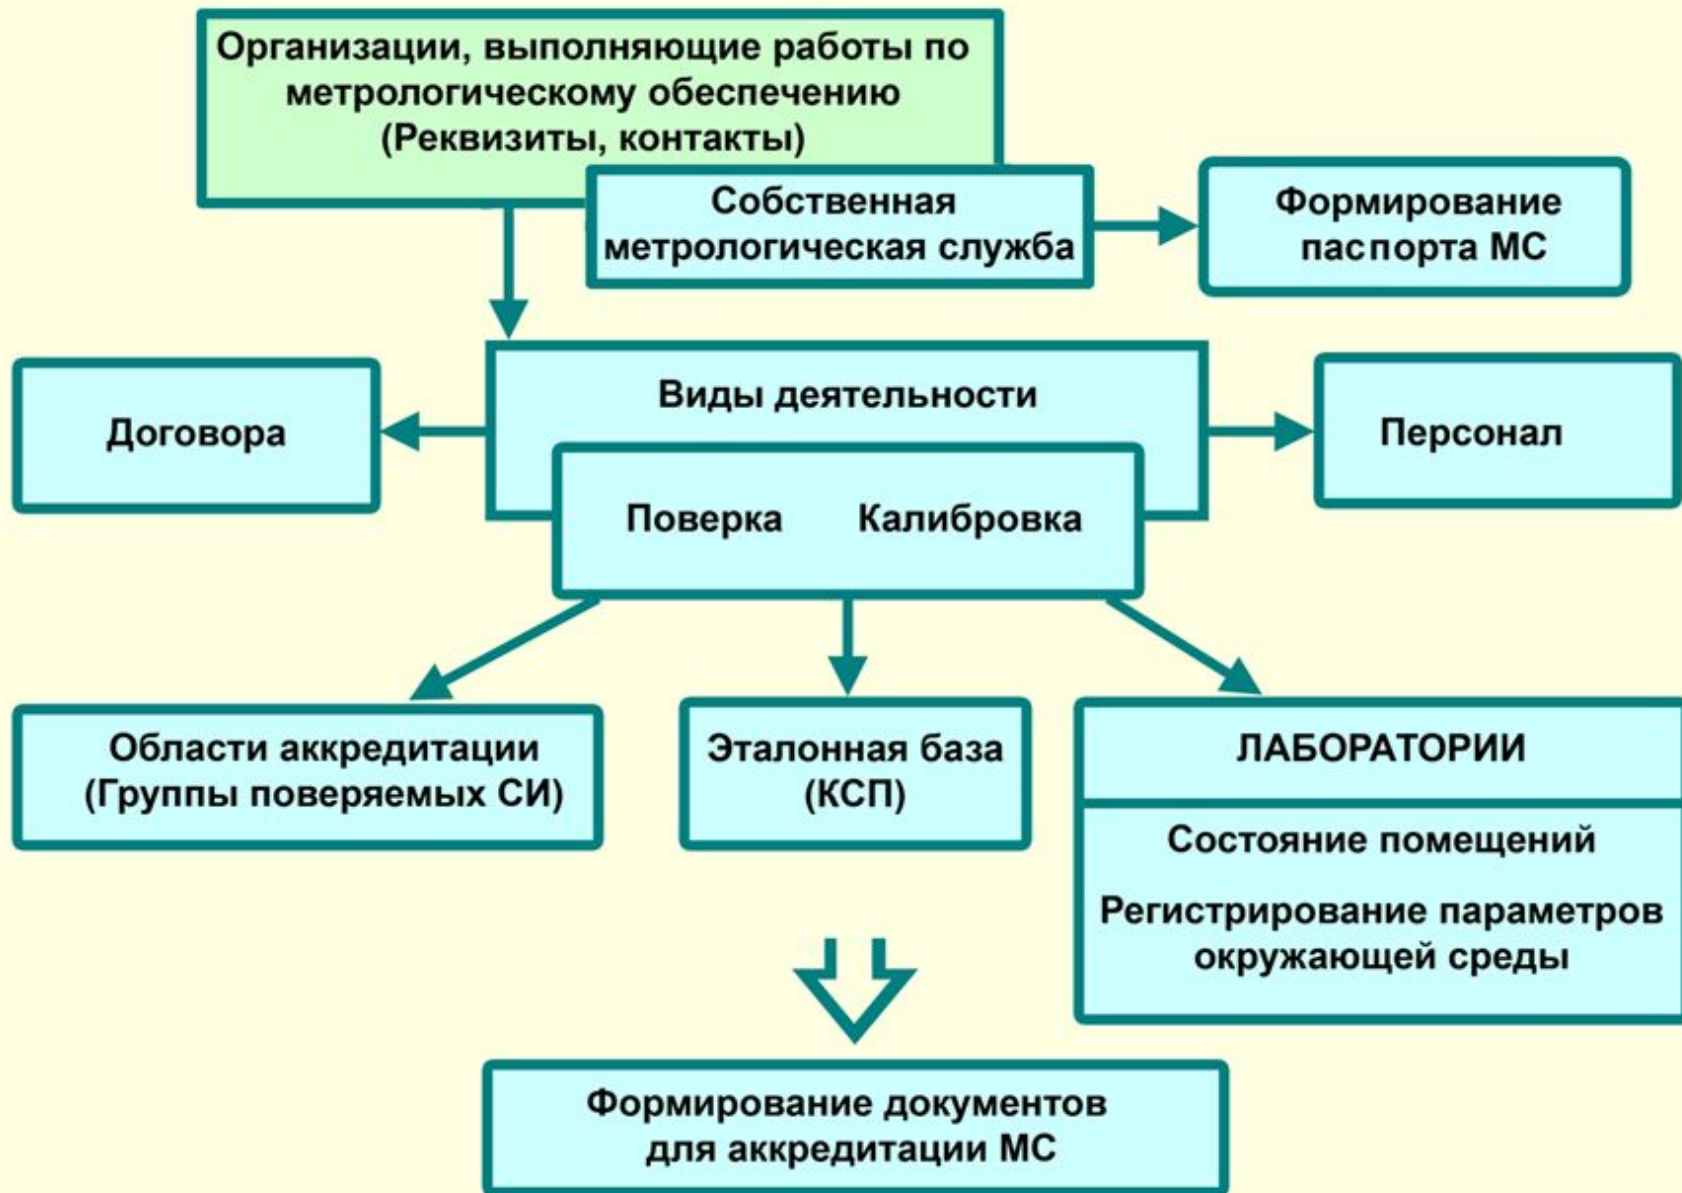 Организации, выполняющие работы по
метрологическому обеспечению
(Реквизиты, контакты)
Собственная
метрологическая служба
Формирование
паспорта МС
Договора
Виды деятельности
Персонал
Поверка Калибровка
Области аккредитации
(Группы поверяемых СИ)
Эталонная база
(КСП)
ЛАБОРАТОРИИ
Состояние помещений
Регистрирование параметров
окружающей среды
Формирование документов
для аккредитации МС